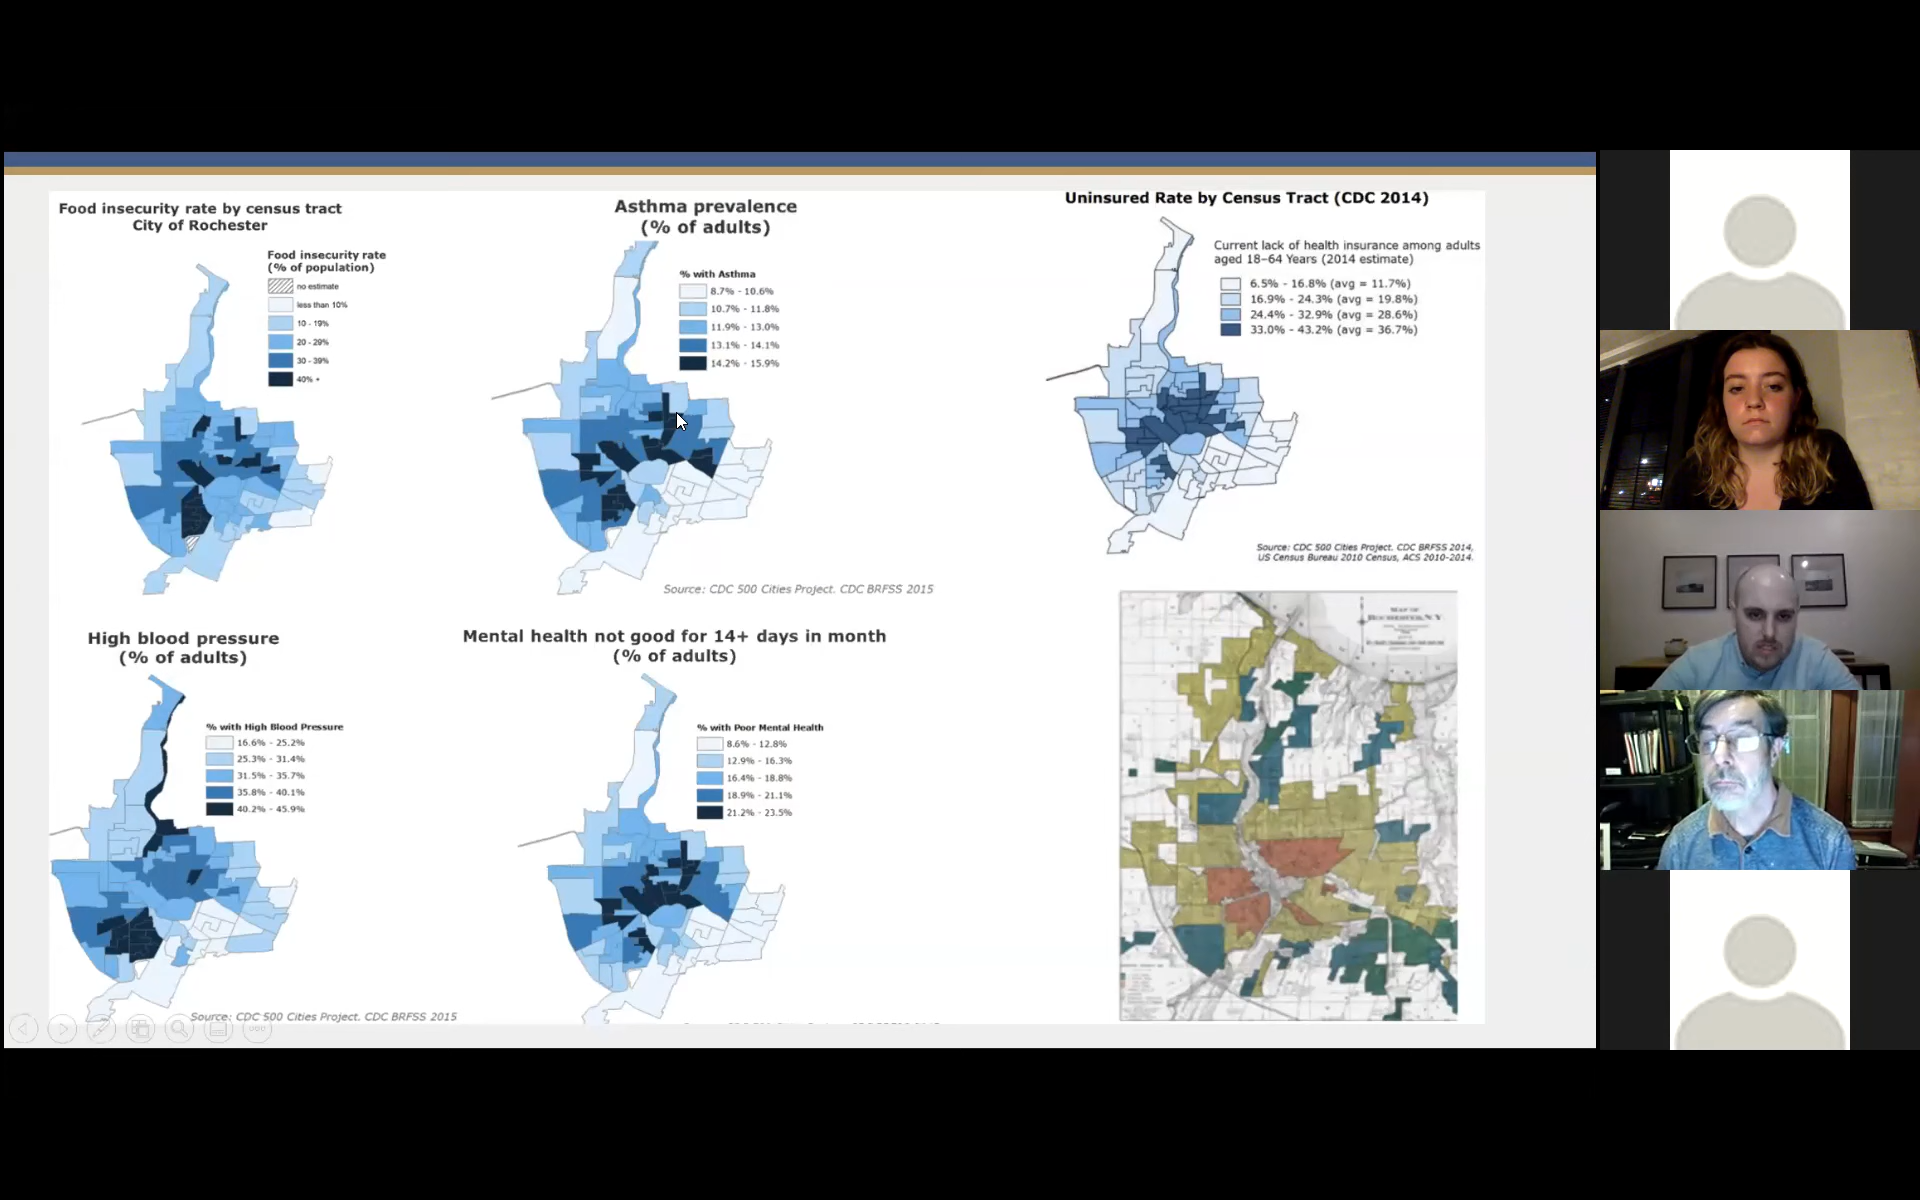 Food insecurity rate by census tract
City of Rochester
Food insecurity rate
(% of population)
no estimate
less than 10%
10 - 19%
20 - 29%
30 - 39%
40% +
Asthma prevalence
(% of adults)
% with Asthma
8.7% - 10.6%
10.7% - 11.8%
11.9% - 13.0%
13.1% - 14.1%
14.2% - 15.9%
Source: CDC 500 Cities Project. CDC BRFSS 2015
Uninsured Rate by Census Tract (CDC 2014)
Current lack of health insurance among adults
aged 18–64 Years (2014 estimate)
6.5% - 16.8% (avg = 11.7%)
16.9% - 24.3% (avg = 19.8%)
24.4% - 32.9% (avg = 28.6%)
33.0% - 43.2% (avg = 36.7%)
Source: CDC 500 Cities Project. CDC BRFSS 2014,
US Census Bureau 2010 Census, ACS 2010-2014.
High blood pressure
(% of adults)
% with High Blood Pressure
16.6% - 25.2%
25.3% - 31.4%
31.5% - 35.7%
35.8% - 40.1%
40.2% - 45.9%
Source: CDC 500 Cities Project. CDC BRFSS 2015
Mental health not good for 14+ days in month
(% of adults)
% with Poor Mental Health
8.6% - 12.8%
12.9% - 16.3%
16.4% - 18.8%
18.9% - 21.1%
21.2% - 23.5%
MAP OF
ROCHESTER, N.Y.